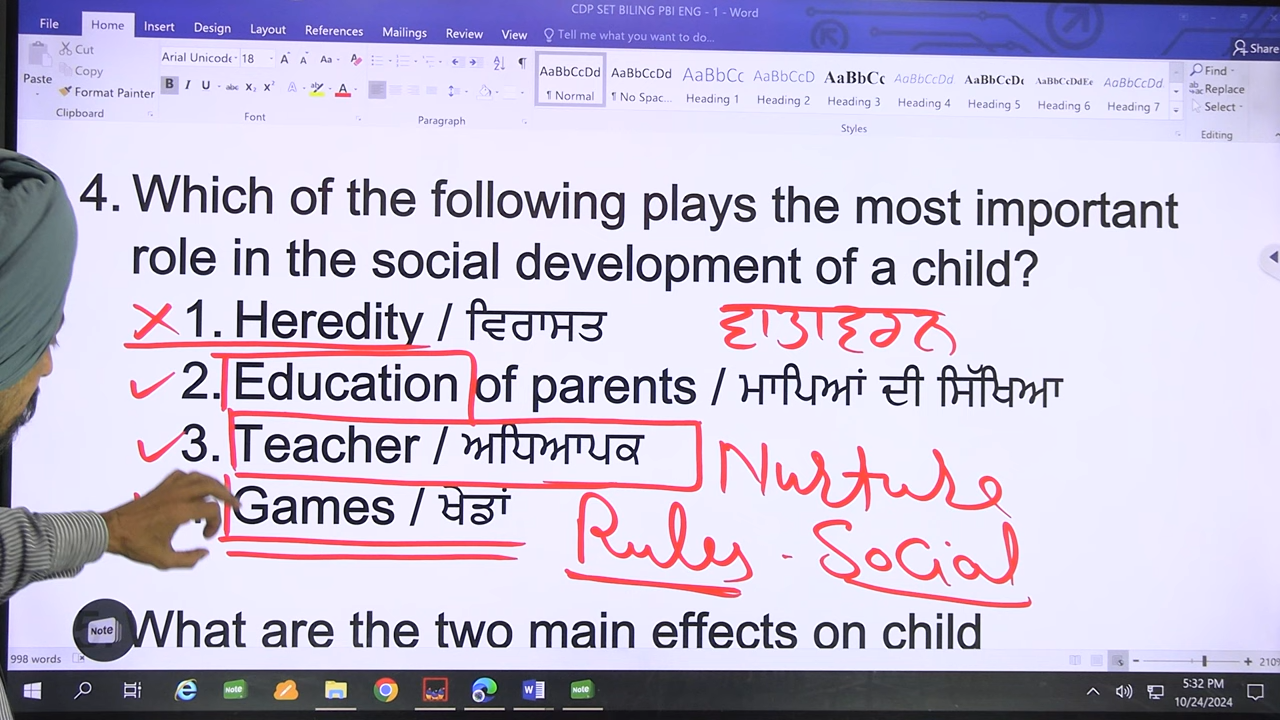 CDP SET BILING PBI ENG - 1 - Word
File Home Insert Design Layout References Mailings Review View Tell me what you want to do...
Share
Cut
Copy
Format Painter
Paste
Clipboard
Arial Unicode 18
Font
Paragraph
AaBbCcDd AaBbCcDd AaBbCc AaBbCcD AaBbCc AaBbCcDd AaBbCcDc AaBbCcDdEe AaBbCcDd
¶ Normal ¶ No Spac... Heading 1 Heading 2 Heading 3 Heading 4 Heading 5 Heading 6 Heading 7
Styles
Find
Replace
Select
Editing
4. Which of the following plays the most important
role in the social development of a child?
1. Heredity / ਵਿਰਾਸਤ ਵਾਤਾਵਰਨ
2. Education of parents / ਮਾਪਿਆਂ ਦੀ ਸਿੱਖਿਆ
3. Teacher / ਅਧਿਆਪਕ Nurture
Games / ਖੇਡਾਂ Rules - Social
What are the two main effects on child
Note
998 words
Note Note
5:32 PM
10/24/2024